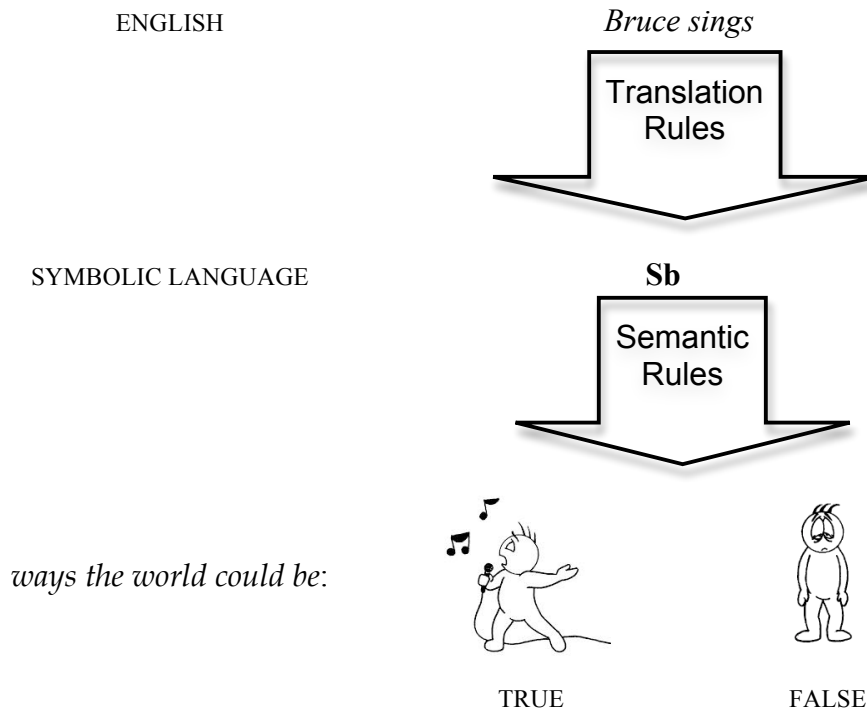 ENGLISH
Bruce sings
Translation
Rules
SYMBOLIC LANGUAGE
Sb
Semantic
Rules
ways the world could be:
TRUE
FALSE